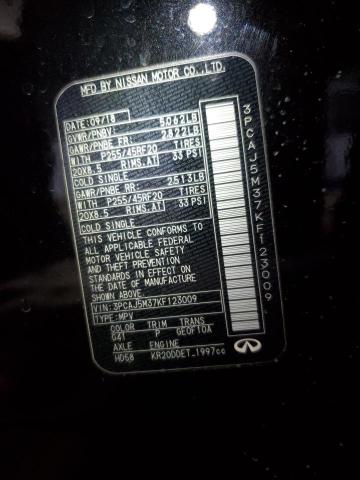 MFD BY NISSAN MOTOR CO.,LTD.
DATE: 09/18
GVWR/PNBV: 5062LB
GAWR/PNBE FR: 2822LB
WITH P255/45RF20 TIRES
20X8.5 RIMS.AT 33 PSI
COLD SINGLE
GAWR/PNBE RR: 2513LB
WITH P255/45RF20 TIRES
20X8.5 RIMS.AT 33 PSI
COLD SINGLE
THIS VEHICLE CONFORMS TO
ALL APPLICABLE FEDERAL
MOTOR VEHICLE SAFETY
AND THEFT PREVENTION
STANDARDS IN EFFECT ON
THE DATE OF MANUFACTURE
SHOWN ABOVE
VIN: 3PCAJ5M37KF123009
TYPE: MPV
COLOR TRIM TRANS
G41 P GE0F10A
AXLE ENGINE
HD58 KR20DDET 1997cc
3PCAJ5M37KF123009